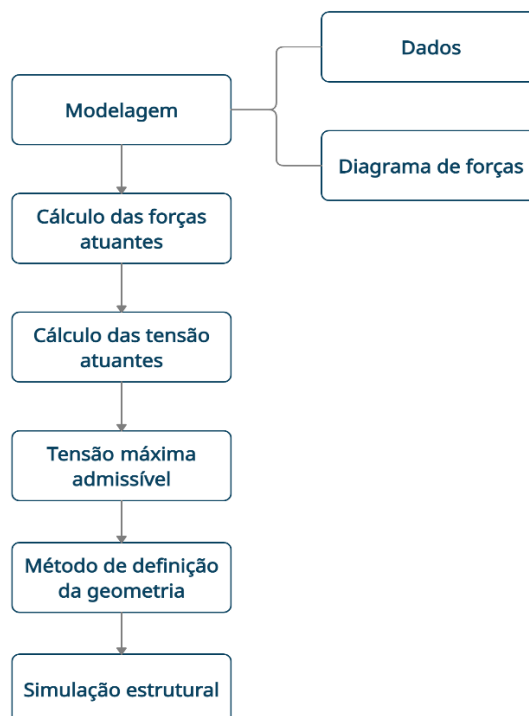 Dados
Modelagem
Diagrama de forças
Cálculo das forças
atuantes
Cálculo das tensão
atuantes
Tensão máxima
admissível
Método de definição
da geometria
Simulação estrutural